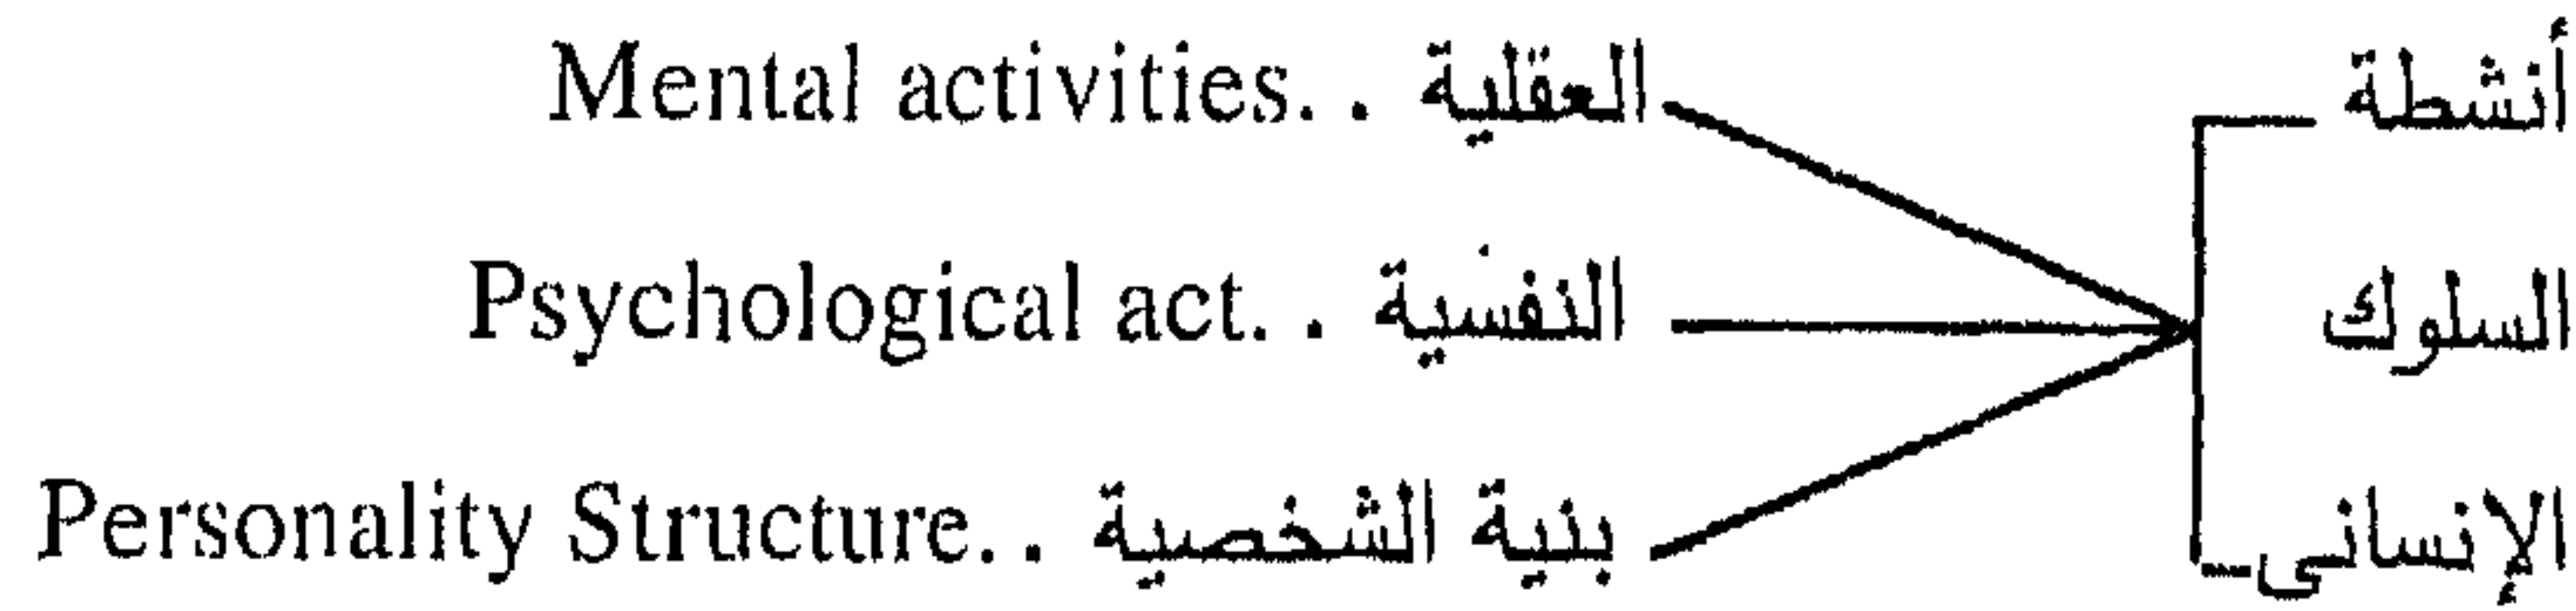 أنشطة العقلية . . Mental activities
السلوك النفسية . . Psychological act
الإنسانى بنية الشخصية . . Personality Structure